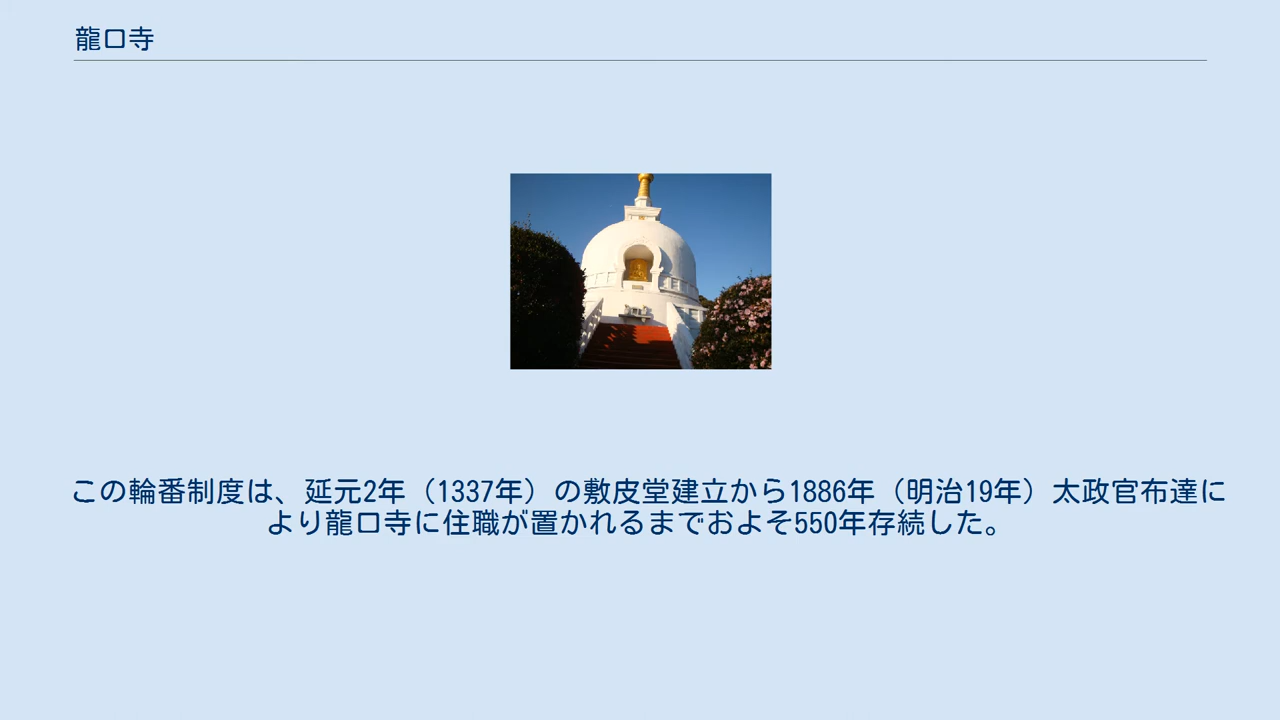 龍口寺
この輪番制度は、延元2年（1337年）の敷皮堂建立から1886年（明治19年）太政官布達に
より龍口寺に住職が置かれるまでおよそ550年存続した。